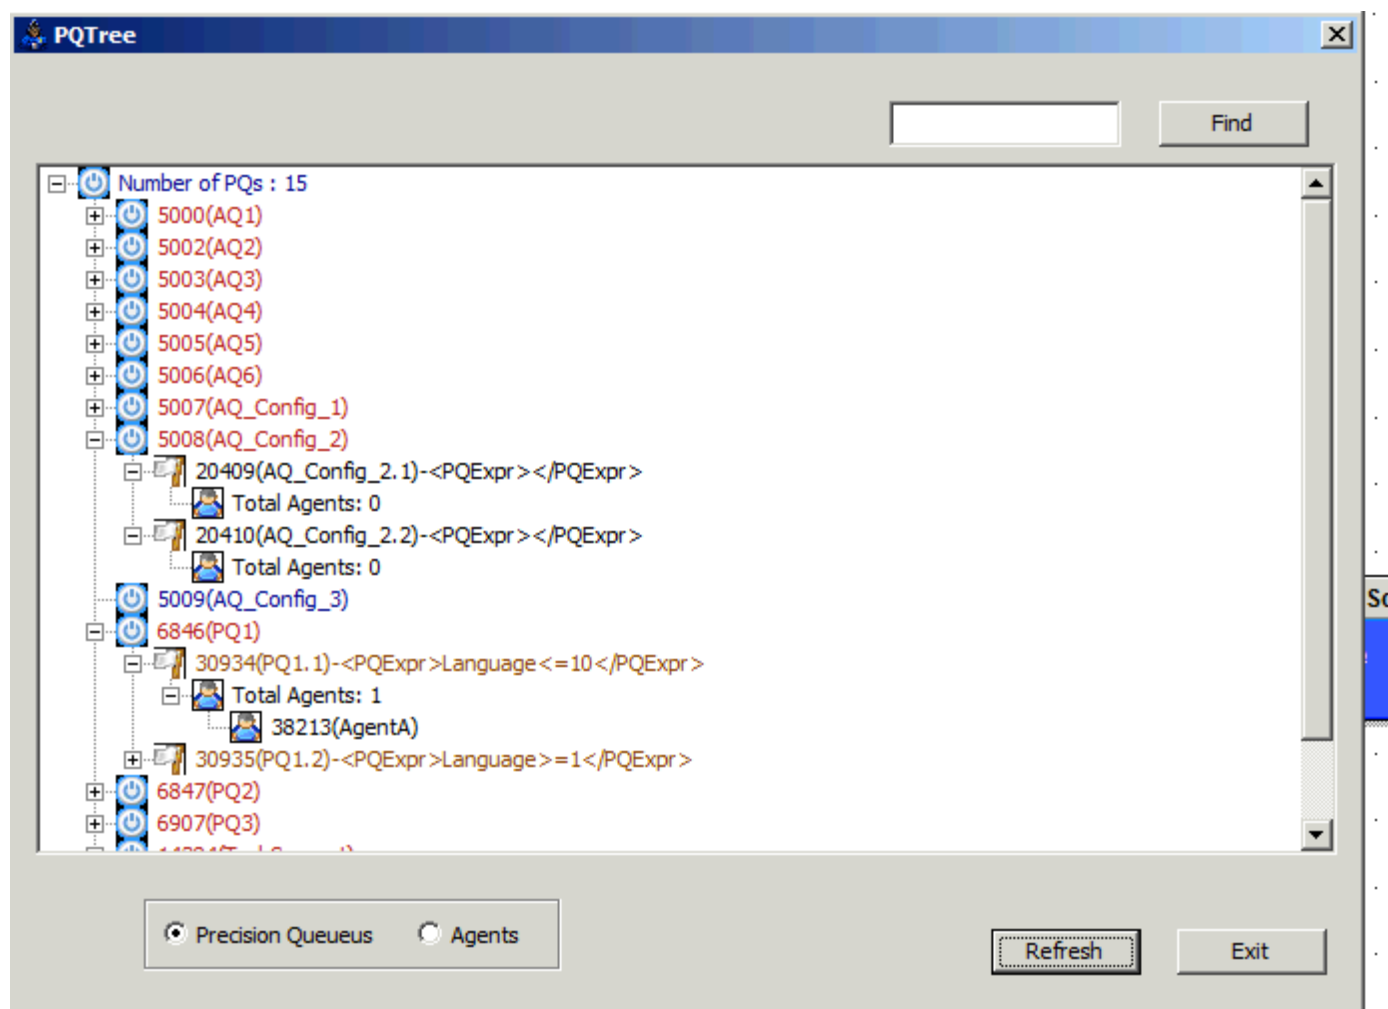 PQTree
Find
Number of PQs : 15
5000(AQ1)
5002(AQ2)
5003(AQ3)
5004(AQ4)
5005(AQ5)
5006(AQ6)
5007(AQ_Config_1)
5008(AQ_Config_2)
20409(AQ_Config_2.1)-<PQExpr></PQExpr>
Total Agents: 0
20410(AQ_Config_2.2)-<PQExpr></PQExpr>
Total Agents: 0
5009(AQ_Config_3)
Sc
6846(PQ1)
30934(PQ1.1)-<PQExpr>Language<=10</PQExpr>
Total Agents: 1
38213(AgentA)
30935(PQ1.2)-<PQExpr>Language>=1</PQExpr>
6847(PQ2)
6907(PQ3)
Precision Queueus Agents
Refresh Exit